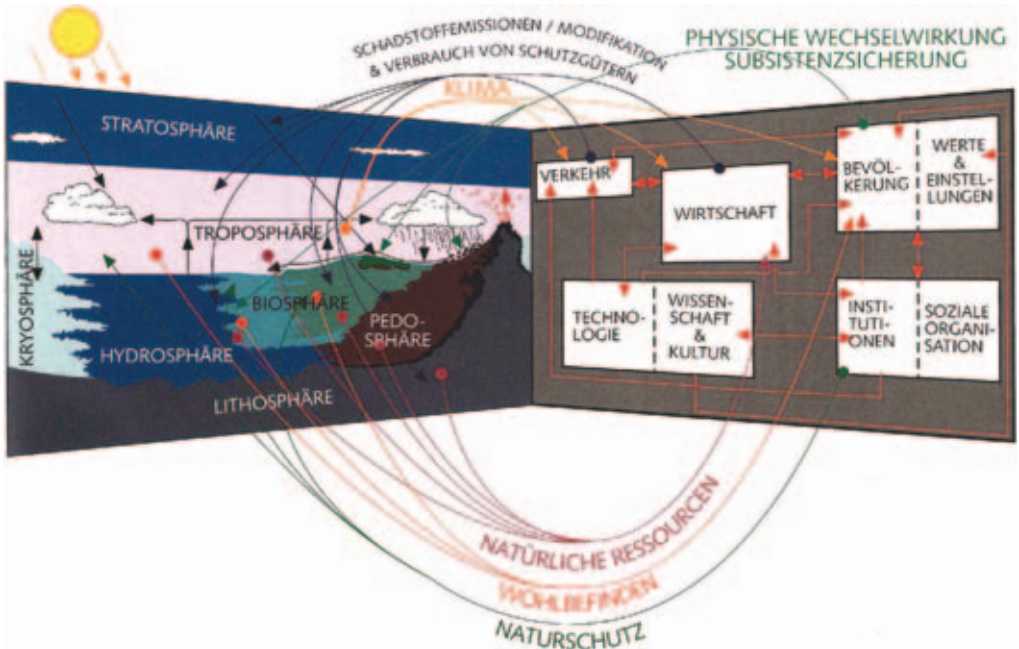 SCHADSTOFFEMISSIONEN / MODIFIKATION
& VERBRAUCH VON SCHUTZGÜTERN
PHYSISCHE WECHSELWIRKUNG
SUBSISTENZSICHERUNG
KLIMA
STRATOSPHÄRE
TROPOSPHÄRE
KRYOSPHÄRE
BIOSPHÄRE
PEDO-
SPHÄRE
HYDROSPHÄRE
LITHOSPHÄRE
VERKEHR
WIRTSCHAFT
BEVÖL-
KERUNG
WERTE
&
EINSTEL-
LUNGEN
TECHNO-
LOGIE
WISSEN-
SCHAFT
&
KULTUR
INSTI-
TUTI-
ONEN
SOZIALE
ORGANI-
SATION
NATÜRLICHE RESSOURCEN
WOHLBEFINDEN
NATURSCHUTZ